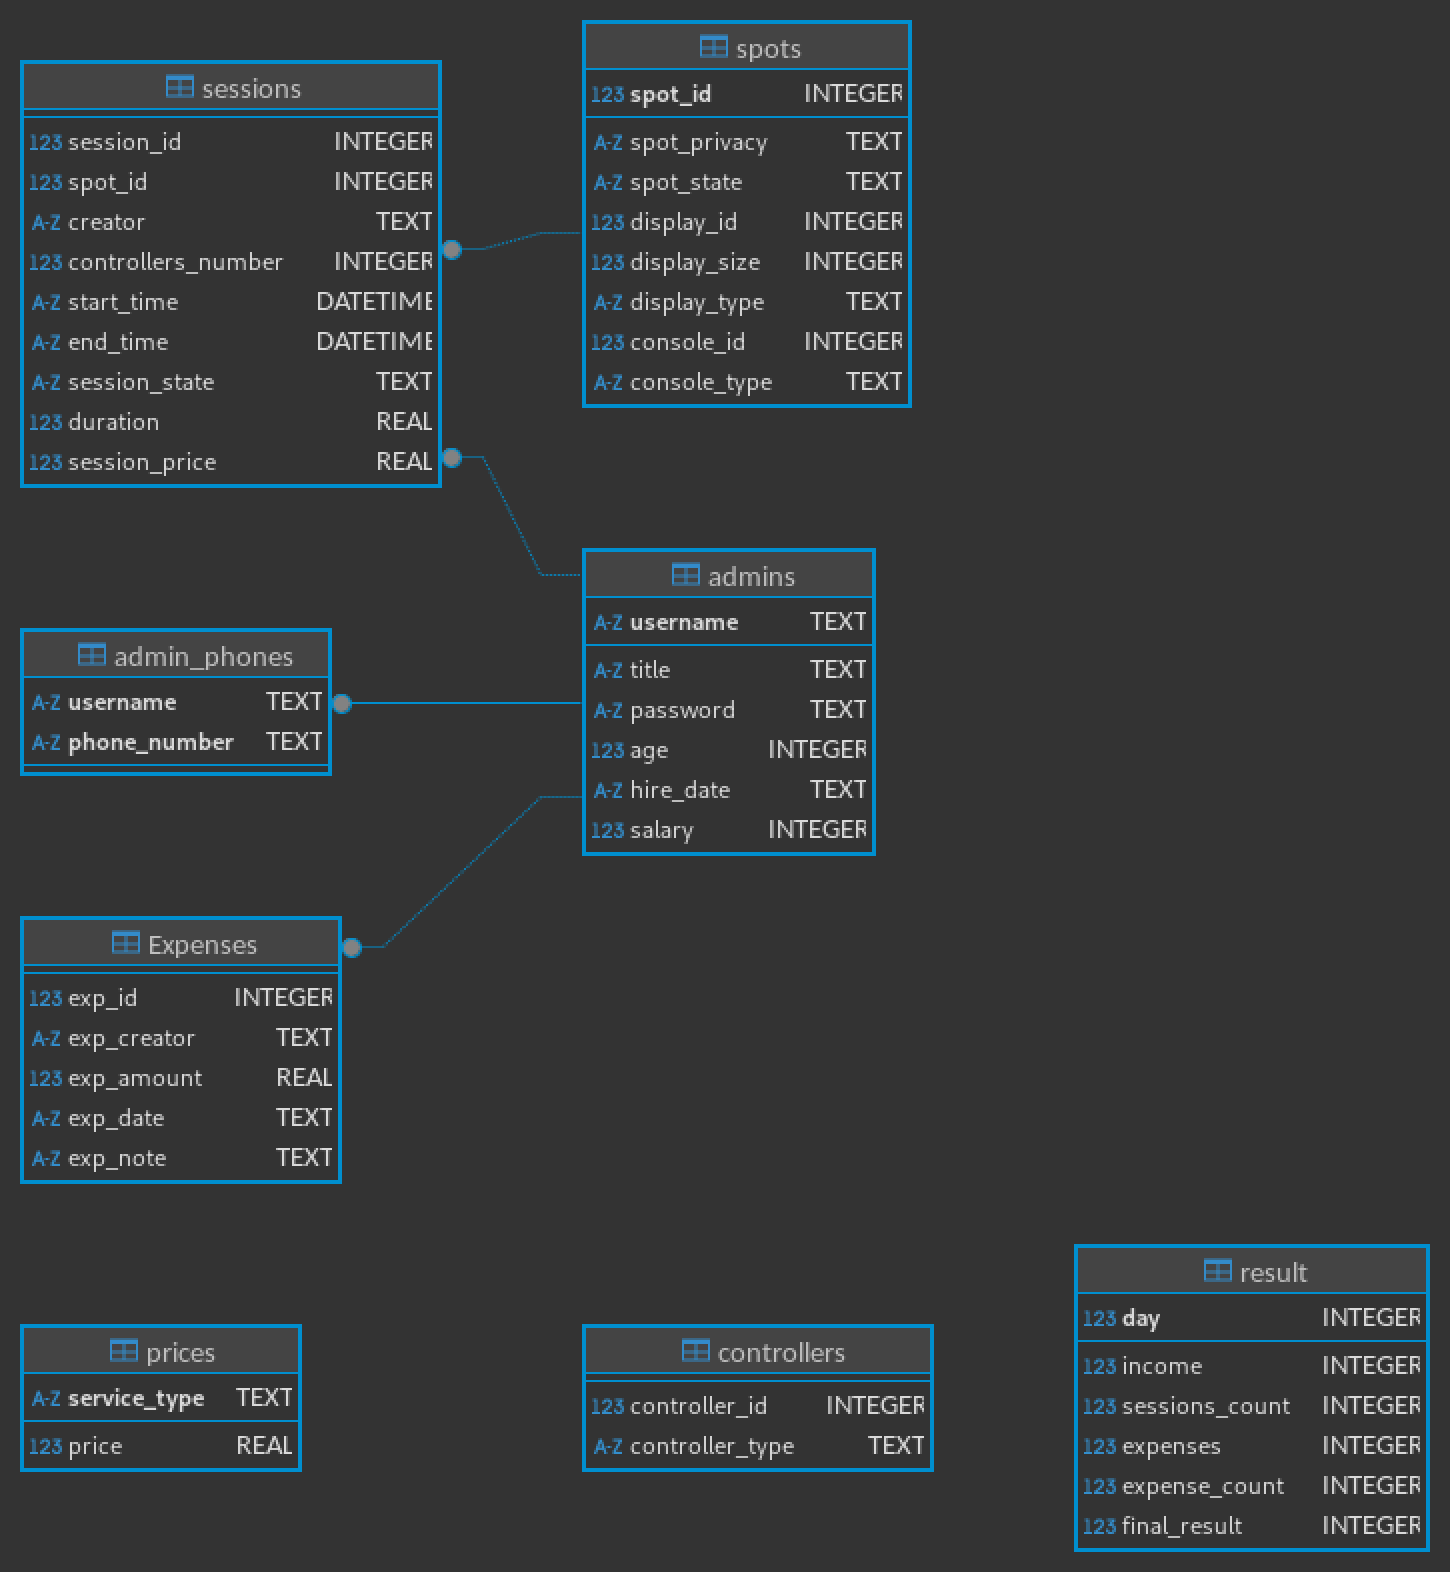 sessions
123 session_id INTEGER
123 spot_id INTEGER
A-Z creator TEXT
123 controllers_number INTEGER
A-Z start_time DATETIME
A-Z end_time DATETIME
A-Z session_state TEXT
123 duration REAL
123 session_price REAL
spots
123 spot_id INTEGER
A-Z spot_privacy TEXT
A-Z spot_state TEXT
123 display_id INTEGER
123 display_size INTEGER
A-Z display_type TEXT
123 console_id INTEGER
A-Z console_type TEXT
admins
A-Z username TEXT
A-Z title TEXT
A-Z password TEXT
123 age INTEGER
A-Z hire_date TEXT
123 salary INTEGER
admin_phones
A-Z username TEXT
A-Z phone_number TEXT
Expenses
123 exp_id INTEGER
A-Z exp_creator TEXT
123 exp_amount REAL
A-Z exp_date TEXT
A-Z exp_note TEXT
prices
A-Z service_type TEXT
123 price REAL
controllers
123 controller_id INTEGER
A-Z controller_type TEXT
result
123 day INTEGER
123 income INTEGER
123 sessions_count INTEGER
123 expenses INTEGER
123 expense_count INTEGER
123 final_result INTEGER